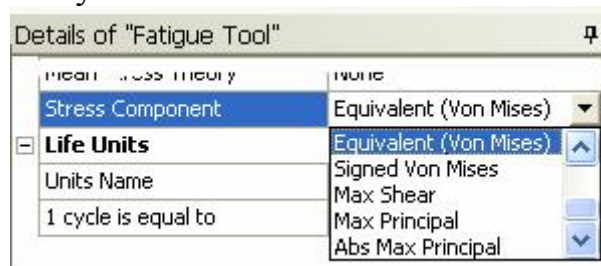 Details of "Fatigue Tool"
Theory None
Stress Component Equivalent (Von Mises)
Life Units Equivalent (Von Mises)
Units Name Signed Von Mises
Max Shear
1 cycle is equal to Max Principal
Abs Max Principal